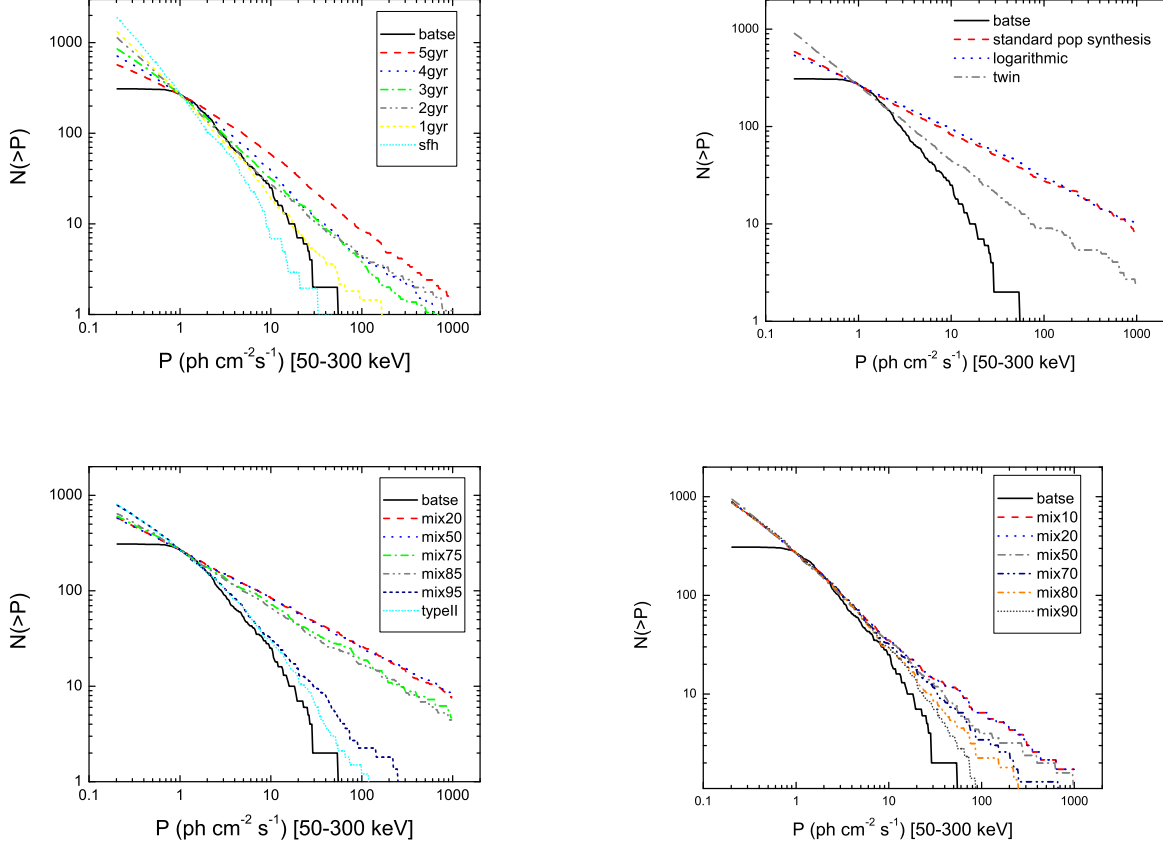 1000
100
10
1
0.1
1
10
100
1000
N(>P)
P (ph cm⁻²s⁻¹) [50-300 keV]
batse
5gyr
4gyr
3gyr
2gyr
1gyr
sfh
1000
100
10
1
0.1
1
10
100
1000
N(>P)
P (ph cm⁻² s⁻¹) [50-300 keV]
batse
standard pop synthesis
logarithmic
twin
1000
100
10
1
0.1
1
10
100
1000
N(>P)
P (ph cm⁻² s⁻¹) [50-300 keV]
batse
mix20
mix50
mix75
mix85
mix95
typeII
1000
100
10
0.1
1
10
100
1000
N(>P)
P (ph cm⁻² s⁻¹) [50-300 keV]
batse
mix10
mix20
mix50
mix70
mix80
mix90